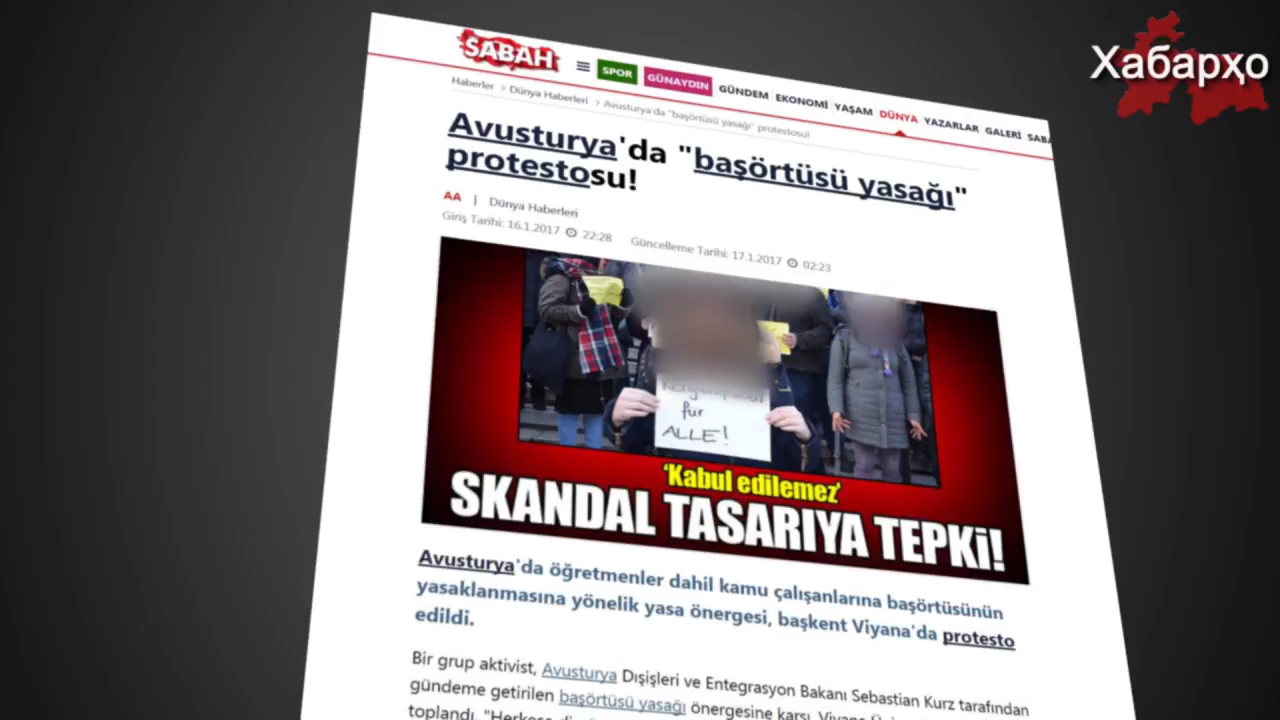 Хабарҳо
SABAH
SPOR GÜNAYDIN GÜNDEM EKONOMİ YAŞAM DÜNYA YAZARLAR GALERİ
Haberler > Dünya Haberleri > Avusturya'da "başörtüsü yasağı" protestosu!
Avusturya'da "başörtüsü yasağı"
protestosu!
AA | Dünya Haberleri
Giriş Tarihi: 16.1.2017 22:28 Güncelleme Tarihi: 17.1.2017 02:23
für
ALLE!
'Kabul edilemez'
SKANDAL TASARIYA TEPKİ!
Avusturya'da öğretmenler dahil kamu çalışanlarına başörtüsünün
yasaklanmasına yönelik yasa önergesi, başkent Viyana'da protesto
edildi.
Bir grup aktivist, Avusturya Dışişleri ve Entegrasyon Bakanı Sebastian Kurz tarafından
gündeme getirilen başörtüsü yasağı önergesine karşı, Viyana
toplandı.